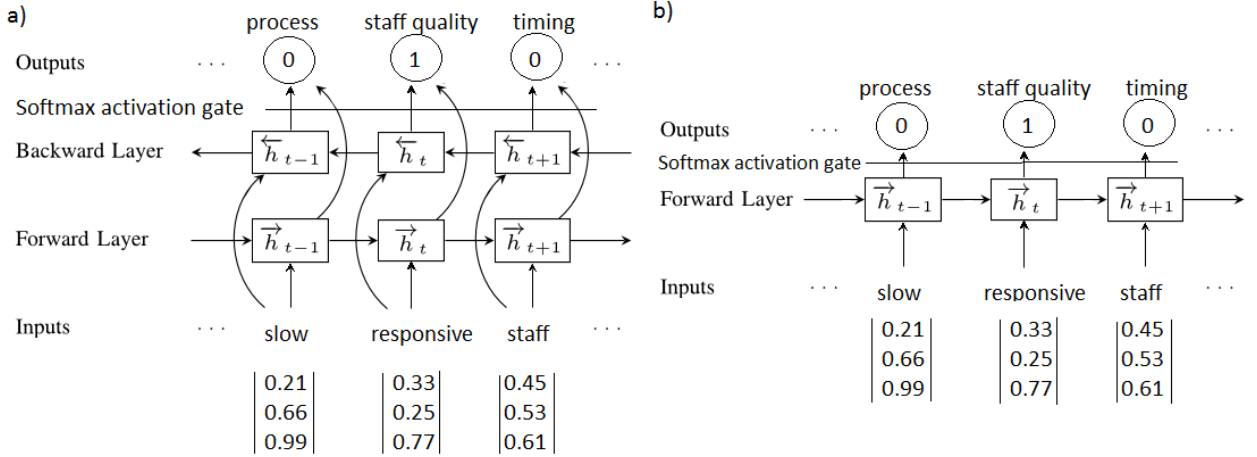 a)
process staff quality timing
Outputs . . . 0 1 0 . . .
Softmax activation gate
Backward Layer ←h t−1 ←h t ←h t+1
Forward Layer →h t−1 →h t →h t+1
Inputs . . . slow responsive staff . . .
0.21 0.33 0.45
0.66 0.25 0.53
0.99 0.77 0.61
b)
process staff quality timing
Outputs . . . 0 1 0 . . .
Softmax activation gate
Forward Layer →h t−1 →h t →h t+1
Inputs . . . slow responsive staff . . .
0.21 0.33 0.45
0.66 0.25 0.53
0.99 0.77 0.61